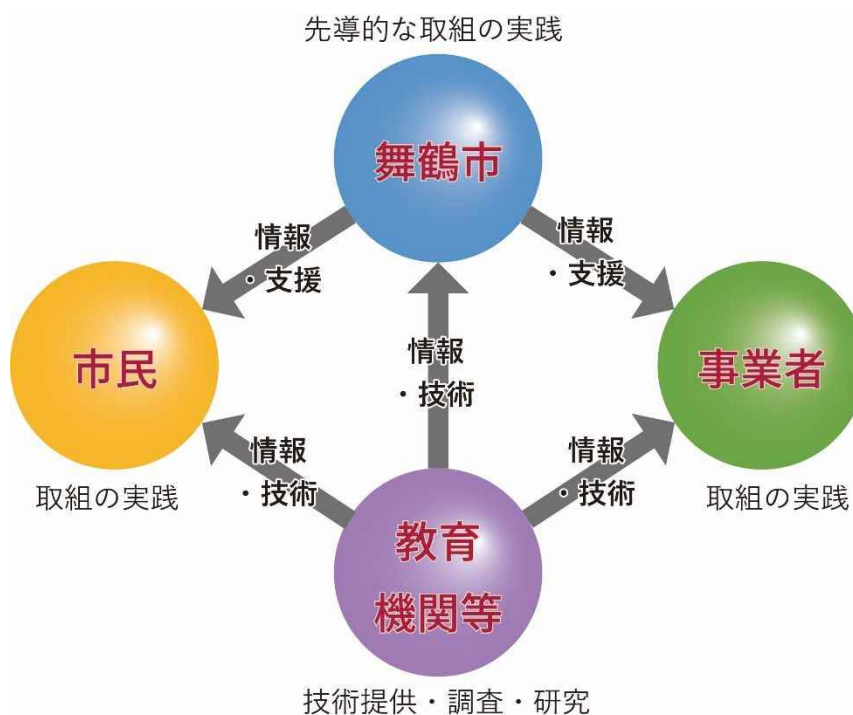 先導的な取組の実践
舞鶴市
情報
・支援
情報
・支援
市民
取組の実践
情報
・技術
事業者
取組の実践
情報
・技術
情報
・技術
教育
機関等
技術提供・調査・研究